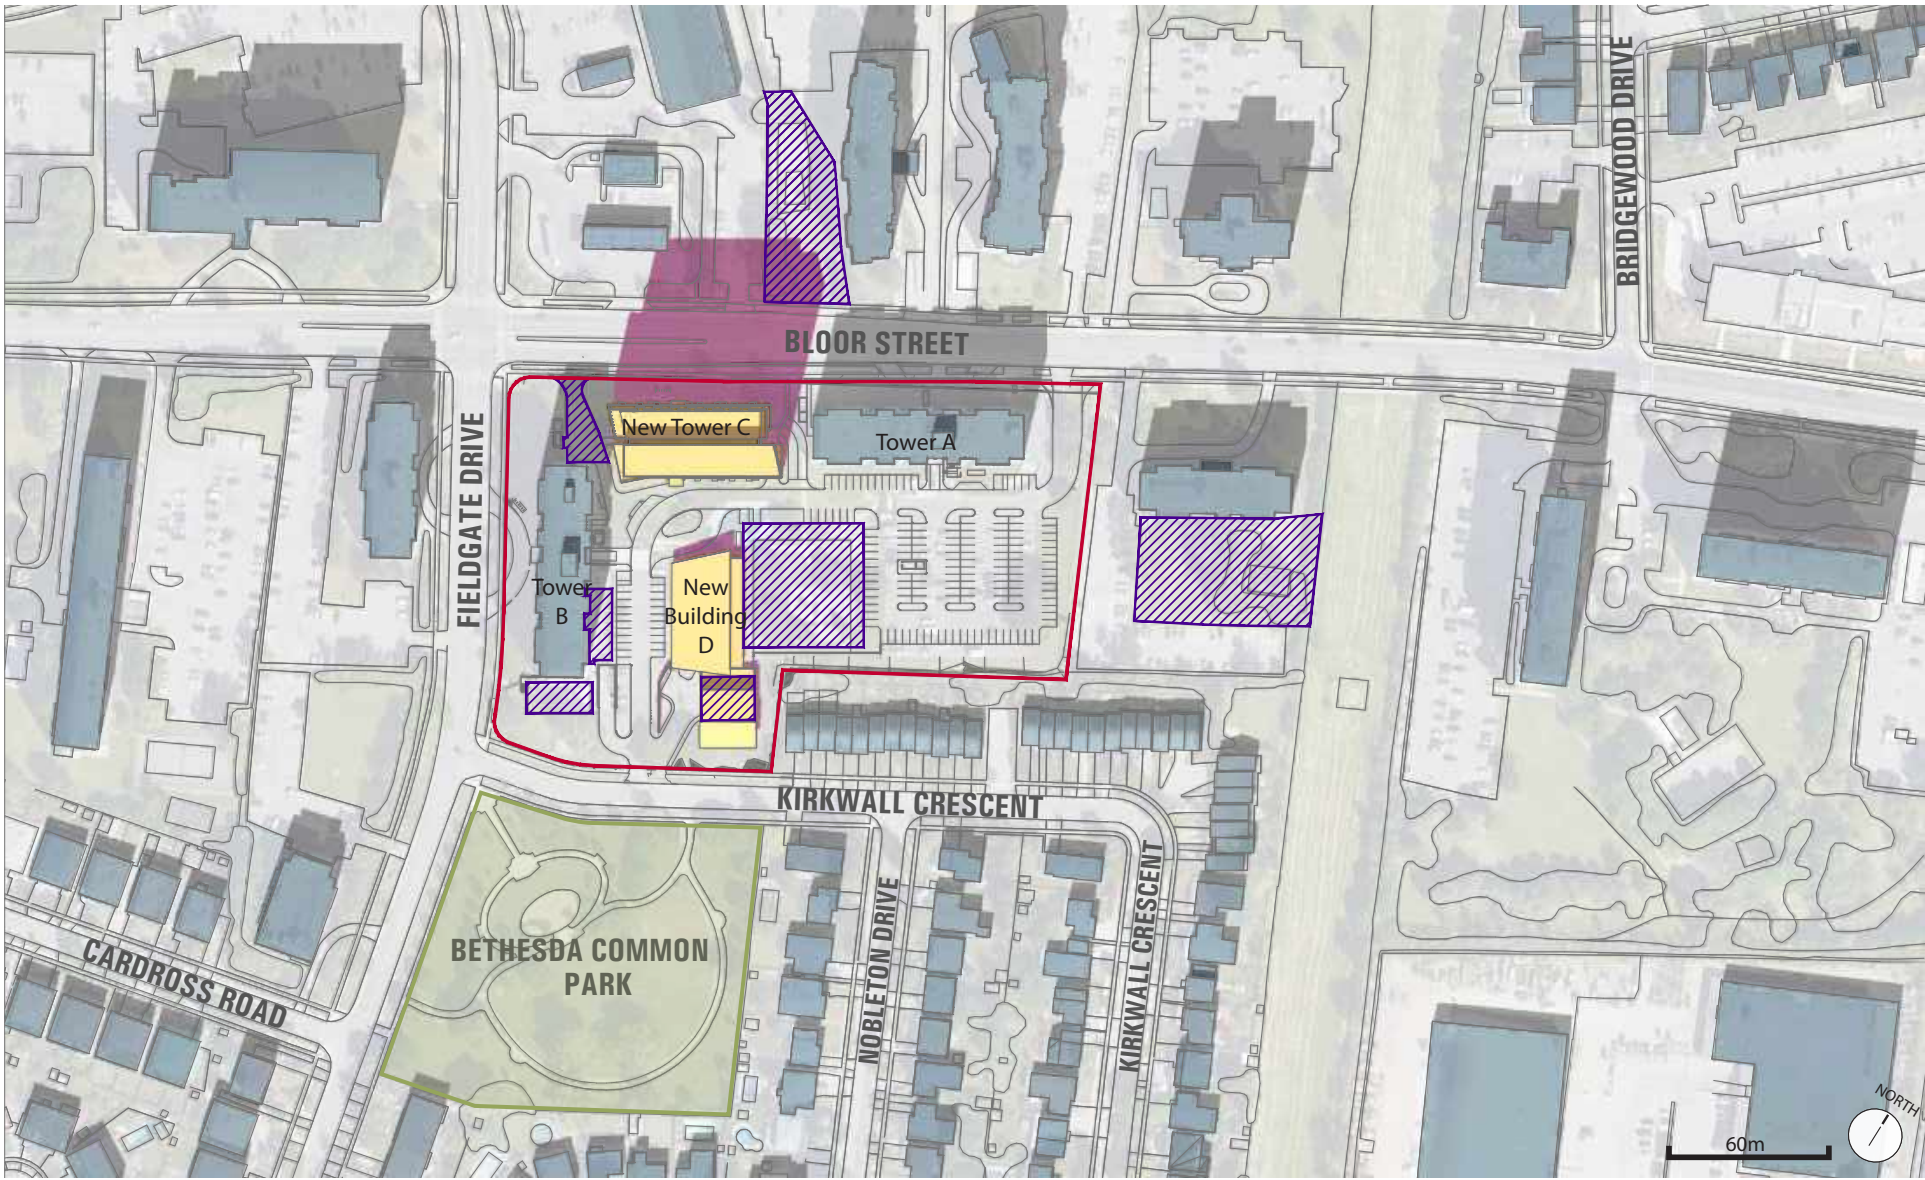 BRIDGEWOOD DRIVE
BLOOR STREET
FIELDGATE DRIVE
New Tower C
Tower A
Tower
B
New
Building
D
KIRKWALL CRESCENT
NOBLETON DRIVE
KIRKWALL CRESCENT
BETHESDA COMMON
PARK
CARDROSS ROAD
NORTH
60m